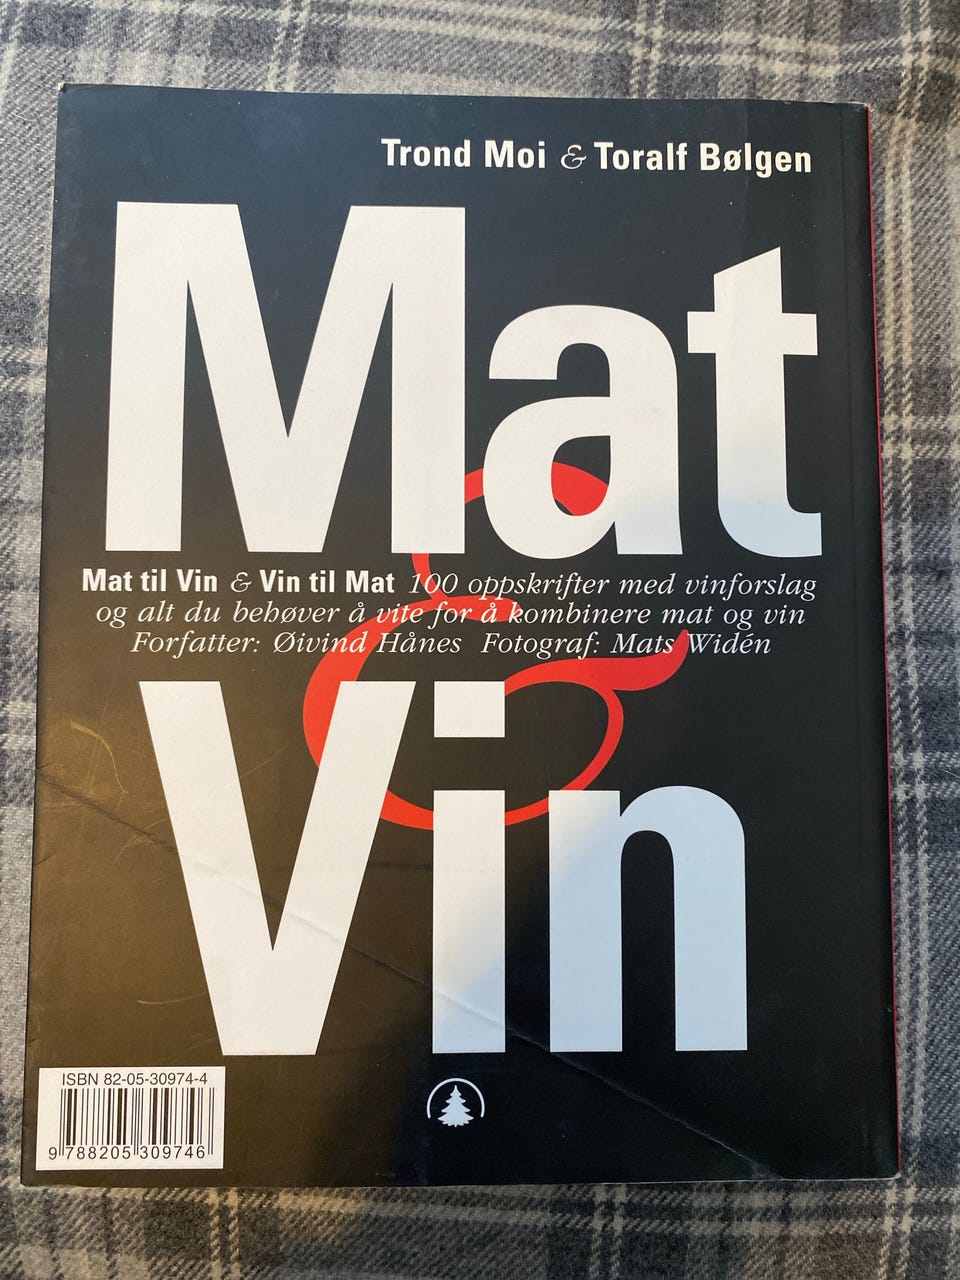 Trond Moi & Toralf Bølgen
Mat
&
Mat til Vin & Vin til Mat 100 oppskrifter med vinforslag
og alt du behøver å vite for å kombinere mat og vin
Forfatter: Øivind Hånes Fotograf: Mats Widén
Vin
ISBN 82-05-30974-4
9 788205 309746